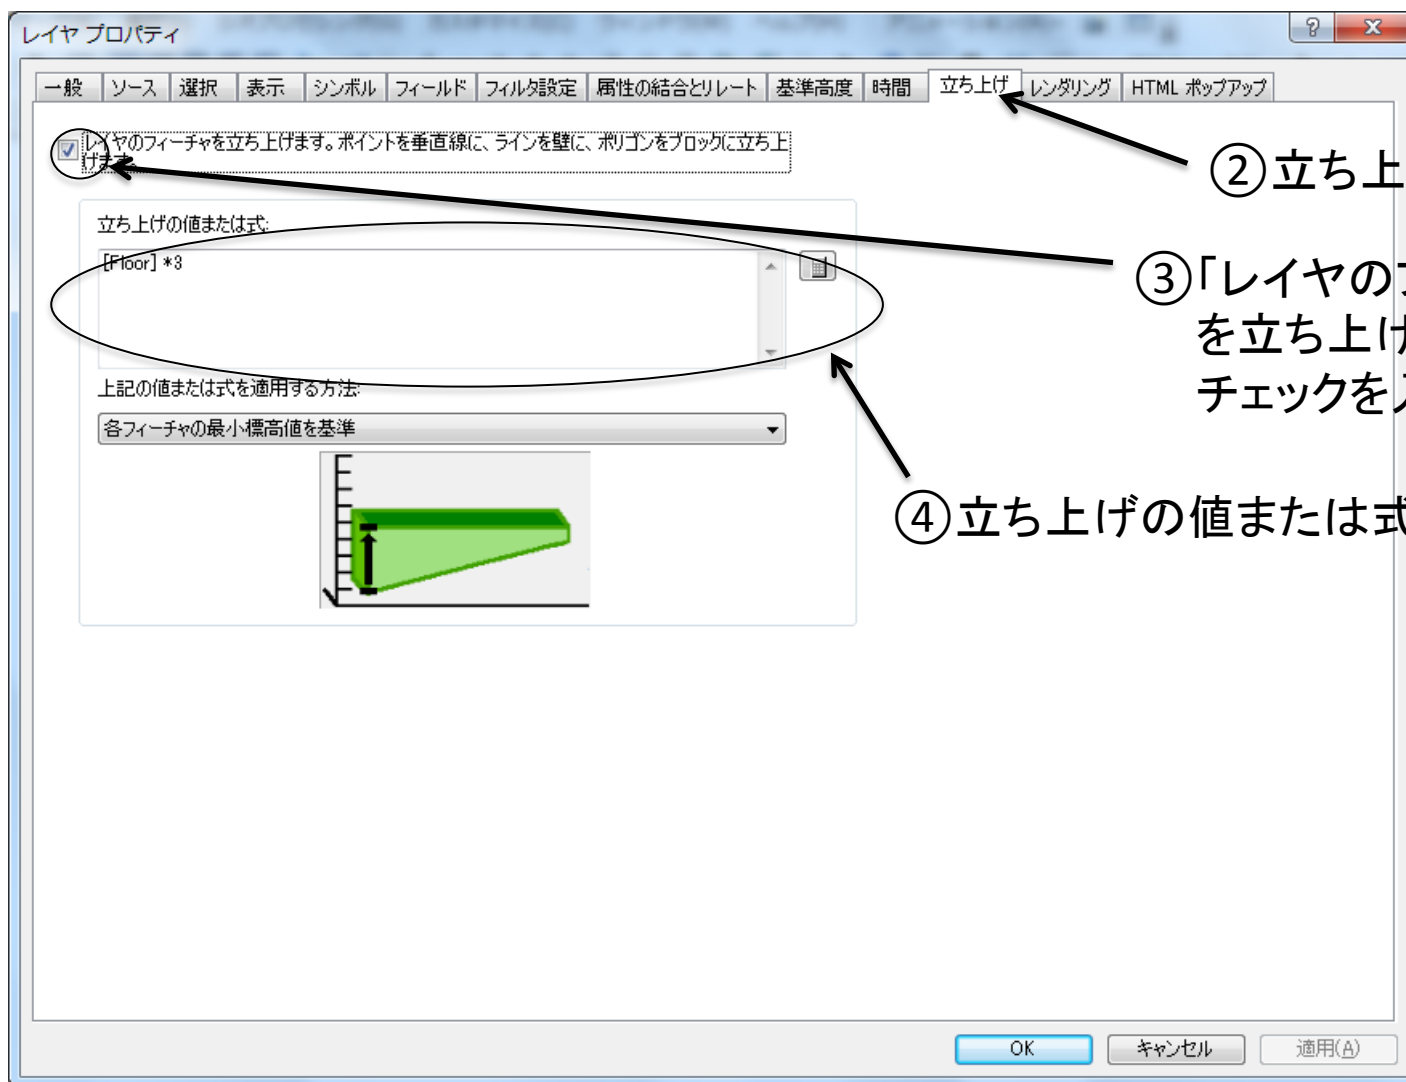 レイヤ プロパティ
一般 ソース 選択 表示 シンボル フィールド フィルタ設定 属性の結合とリレート 基準高度 時間 立ち上げ レンダリング HTML ポップアップ
レイヤのフィーチャを立ち上げます。ポイントを垂直線に、ラインを壁に、ポリゴンをブロックに立ち上
げます。
②立ち上
立ち上げの値または式:
[Floor] *3
③「レイヤの
を立ち上げ
チェックを
上記の値または式を適用する方法:
各フィーチャの最小標高値を基準
④立ち上げの値または式
OK キャンセル 適用(A)